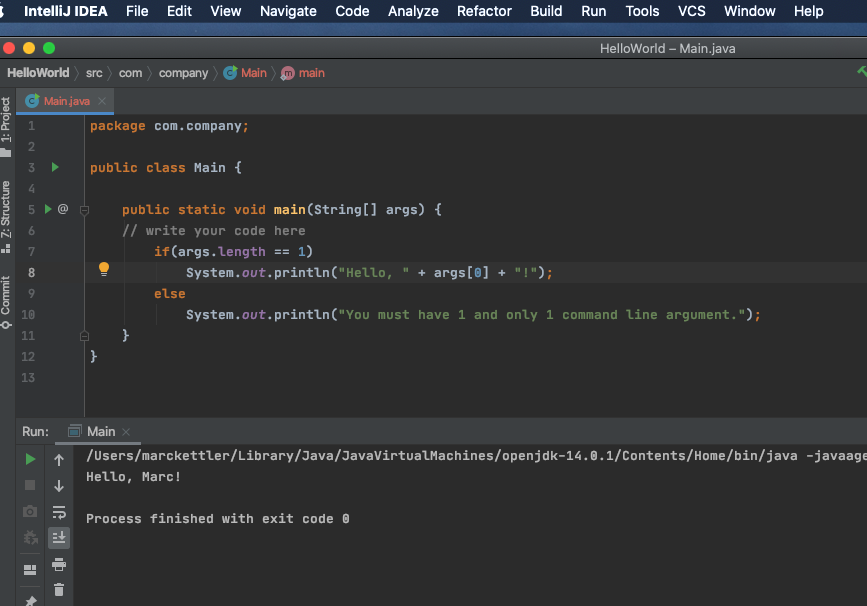 IntelliJ IDEA File Edit View Navigate Code Analyze Refactor Build Run Tools VCS Window Help
HelloWorld – Main.java
HelloWorld src com company Main main
Main.java
1: Project
7: Structure
Commit
1 package com.company;
2
3 public class Main {
4
5 @ public static void main(String[] args) {
6 // write your code here
7 if(args.length == 1)
8 System.out.println("Hello, " + args[0] + "!");
9 else
10 System.out.println("You must have 1 and only 1 command line argument.");
11 }
12 }
13
Run: Main
/Users/marckettler/Library/Java/JavaVirtualMachines/openjdk-14.0.1/Contents/Home/bin/java -javaage
Hello, Marc!
Process finished with exit code 0